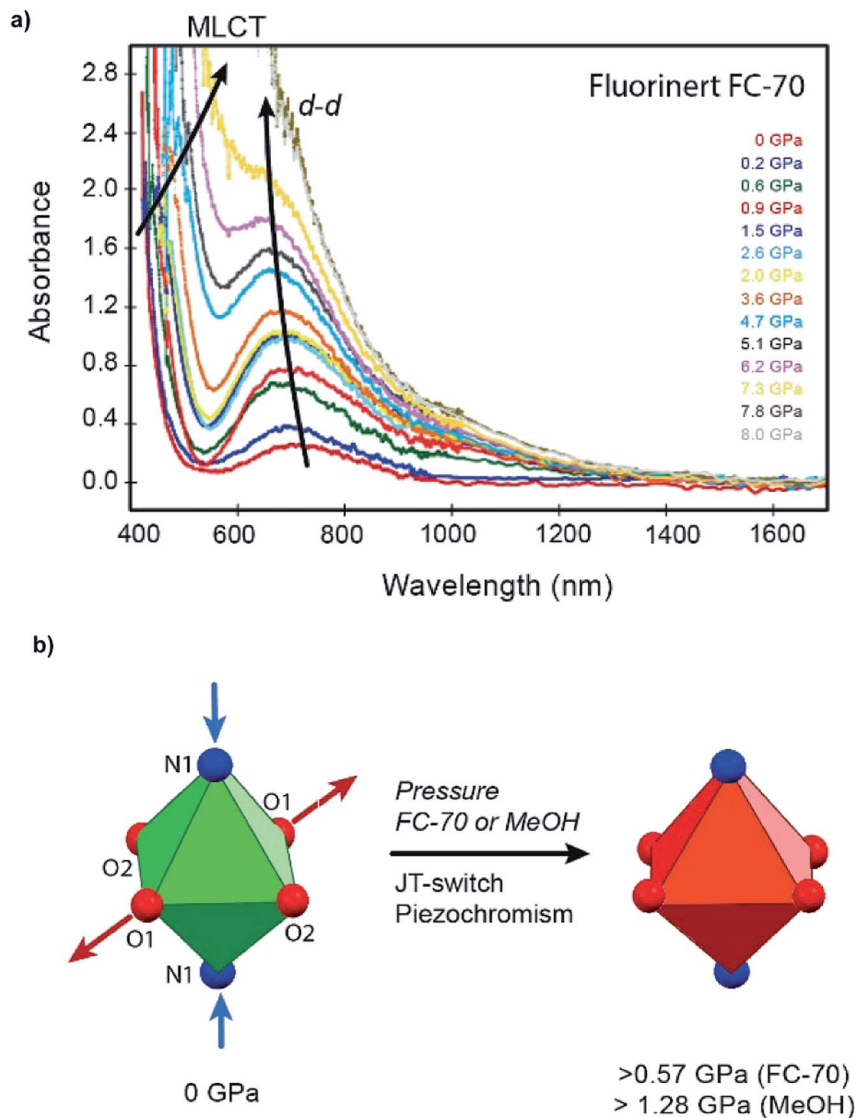 a)
MLCT
d-d
Fluorinert FC-70
0 GPa
0.2 GPa
0.6 GPa
0.9 GPa
1.5 GPa
2.6 GPa
2.0 GPa
3.6 GPa
4.7 GPa
5.1 GPa
6.2 GPa
7.3 GPa
7.8 GPa
8.0 GPa
Absorbance
2.8
2.4
2.0
1.6
1.2
0.8
0.4
0.0
400 600 800 1000 1200 1400 1600
Wavelength (nm)
b)
N1
O1
O2
O1
O2
N1
0 GPa
Pressure
FC-70 or MeOH
JT-switch
Piezochromism
>0.57 GPa (FC-70)
> 1.28 GPa (MeOH)